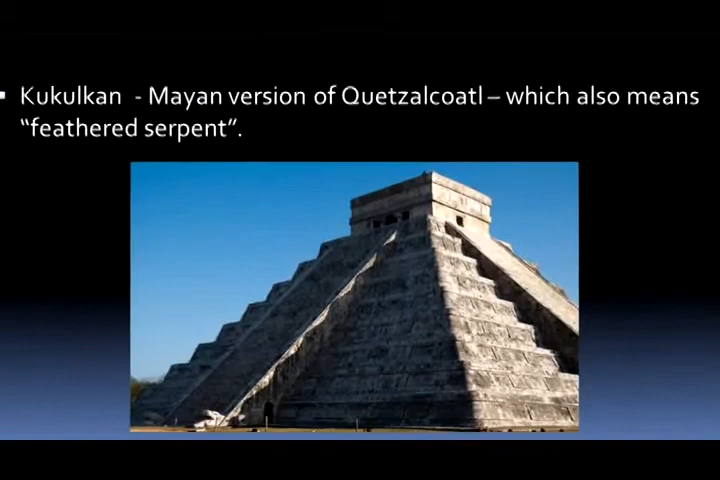 Kukulkan - Mayan version of Quetzalcoatl – which also means
“feathered serpent”.